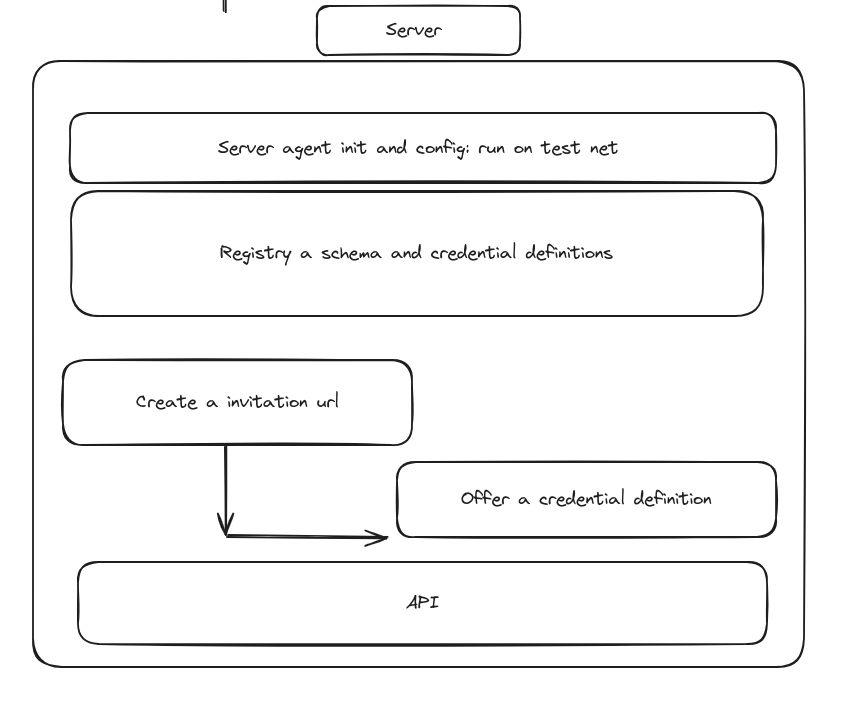 Server
Server agent init and config: run on test net
Registry a schema and credential definitions
Create a invitation url
Offer a credential definition
API